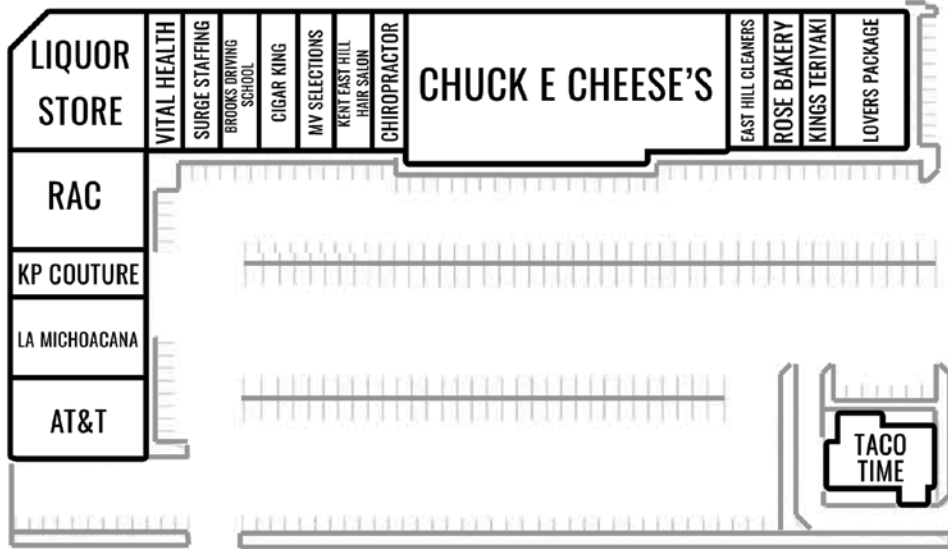 LIQUOR
STORE
VITAL HEALTH
SURGE STAFFING
BROOKS DRIVING
SCHOOL
CIGAR KING
MV SELECTIONS
KENT EAST HILL
HAIR SALON
CHIROPRACTOR
CHUCK E CHEESE'S
EAST HILL CLEANERS
ROSE BAKERY
KINGS TERIYAKI
LOVERS PACKAGE
RAC
KP COUTURE
LA MICHOACANA
AT&T
TACO
TIME